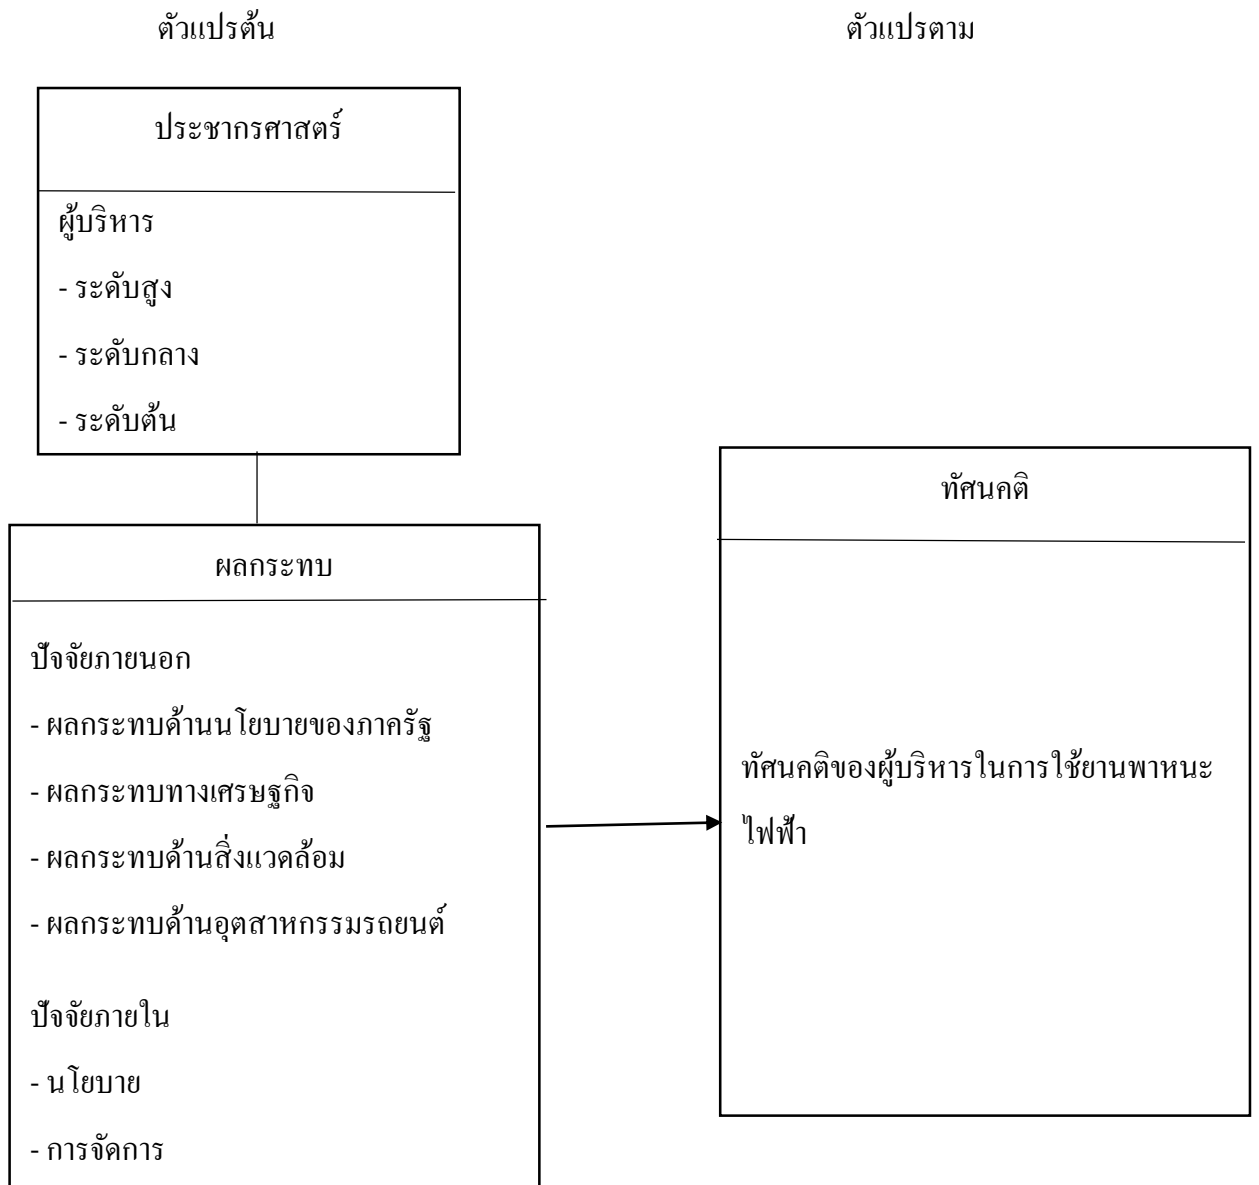 ตัวแปรต้น
ตัวแปรตาม
ประชากรศาสตร์
ผู้บริหาร
- ระดับสูง
- ระดับกลาง
- ระดับต้น
ผลกระทบ
ปัจจัยภายนอก
- ผลกระทบด้านนโยบายของภาครัฐ
- ผลกระทบทางเศรษฐกิจ
- ผลกระทบด้านสิ่งแวดล้อม
- ผลกระทบด้านอุตสาหกรรมรถยนต์
ปัจจัยภายใน
- นโยบาย
- การจัดการ
ทัศนคติ
ทัศนคติของผู้บริหารในการใช้ยานพาหนะ
ไฟฟ้า